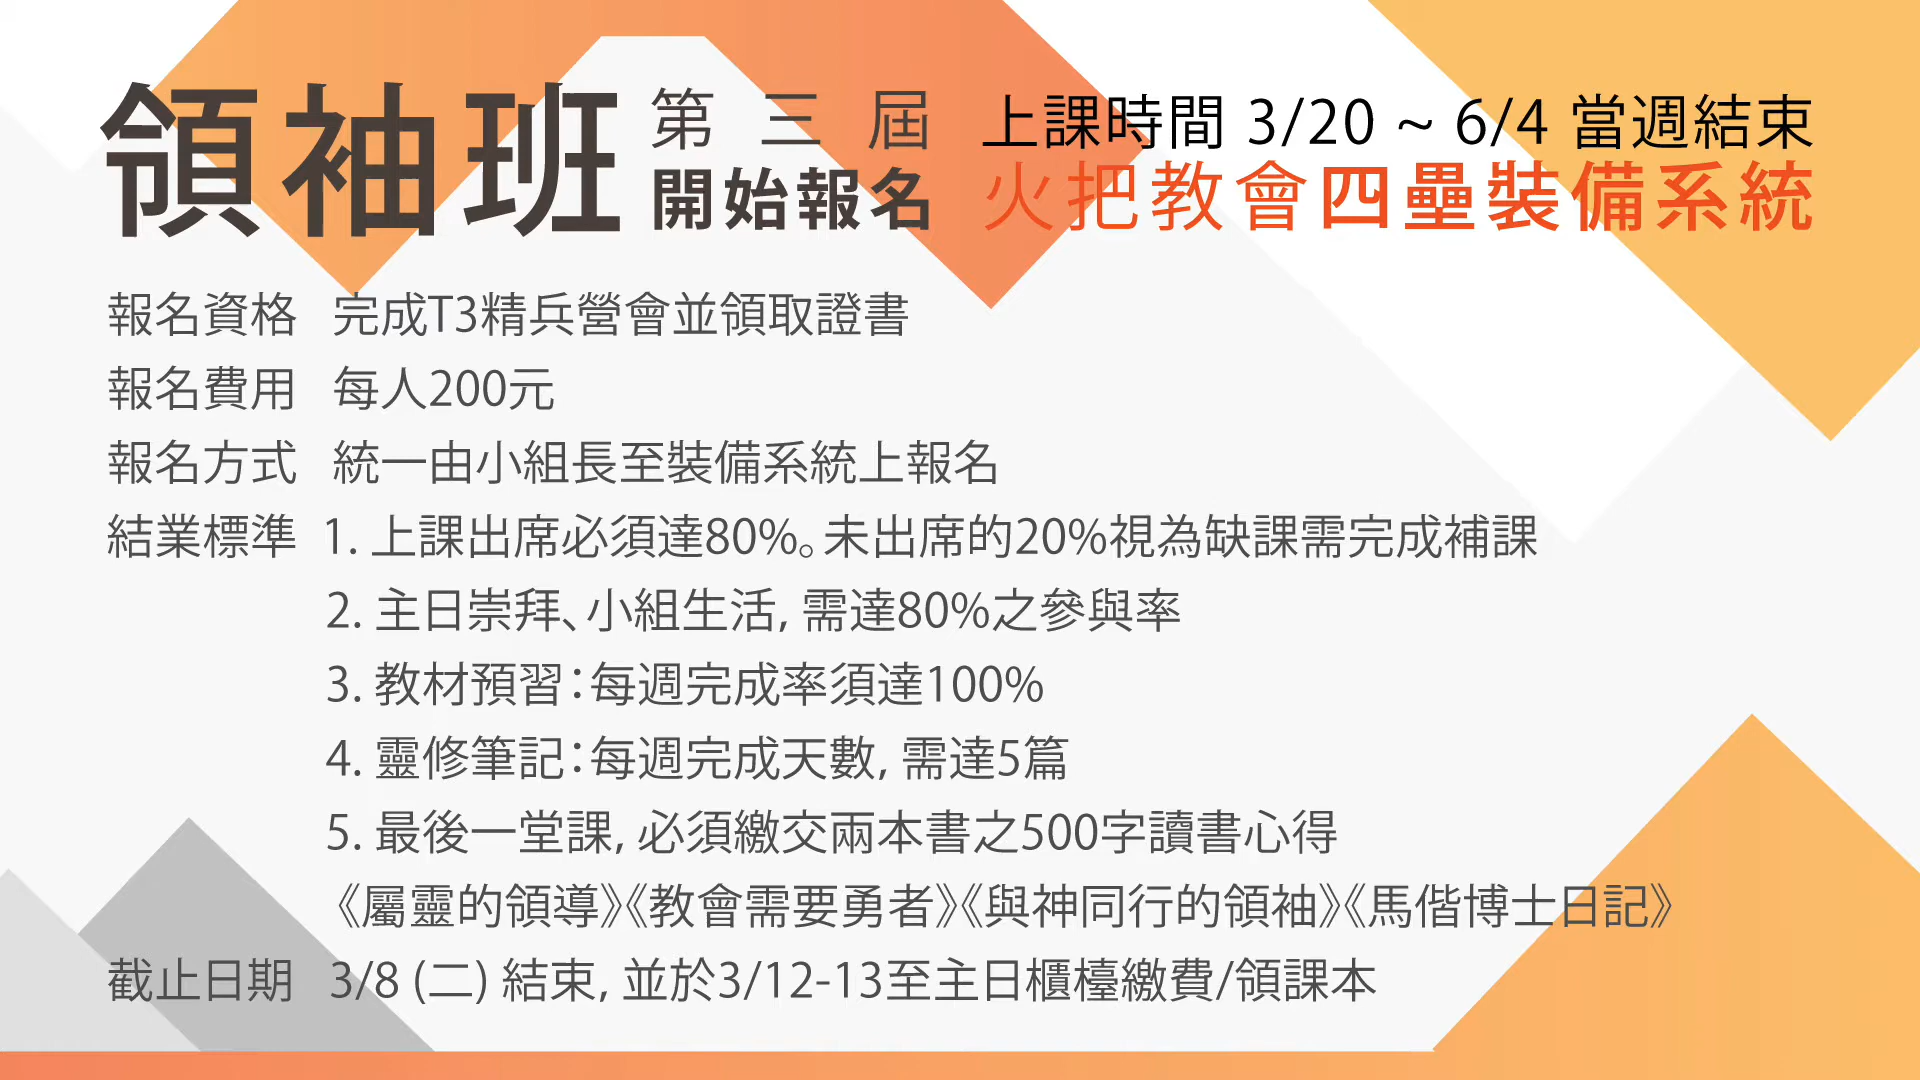 領袖班 第三屆 上課時間 3/20 ~ 6/4 當週結束
開始報名 火把教會四壘裝備系統
報名資格 完成T3精兵營會並領取證書
報名費用 每人200元
報名方式 統一由小組長至裝備系統上報名
結業標準 1. 上課出席必須達80%。未出席的20%視為缺課需完成補課
2. 主日崇拜、小組生活, 需達80%之參與率
3. 教材預習：每週完成率須達100%
4. 靈修筆記：每週完成天數, 需達5篇
5. 最後一堂課, 必須繳交兩本書之500字讀書心得
《屬靈的領導》《教會需要勇者》《與神同行的領袖》《馬偕博士日記》
截止日期 3/8 (二) 結束, 並於3/12-13至主日櫃檯繳費/領課本